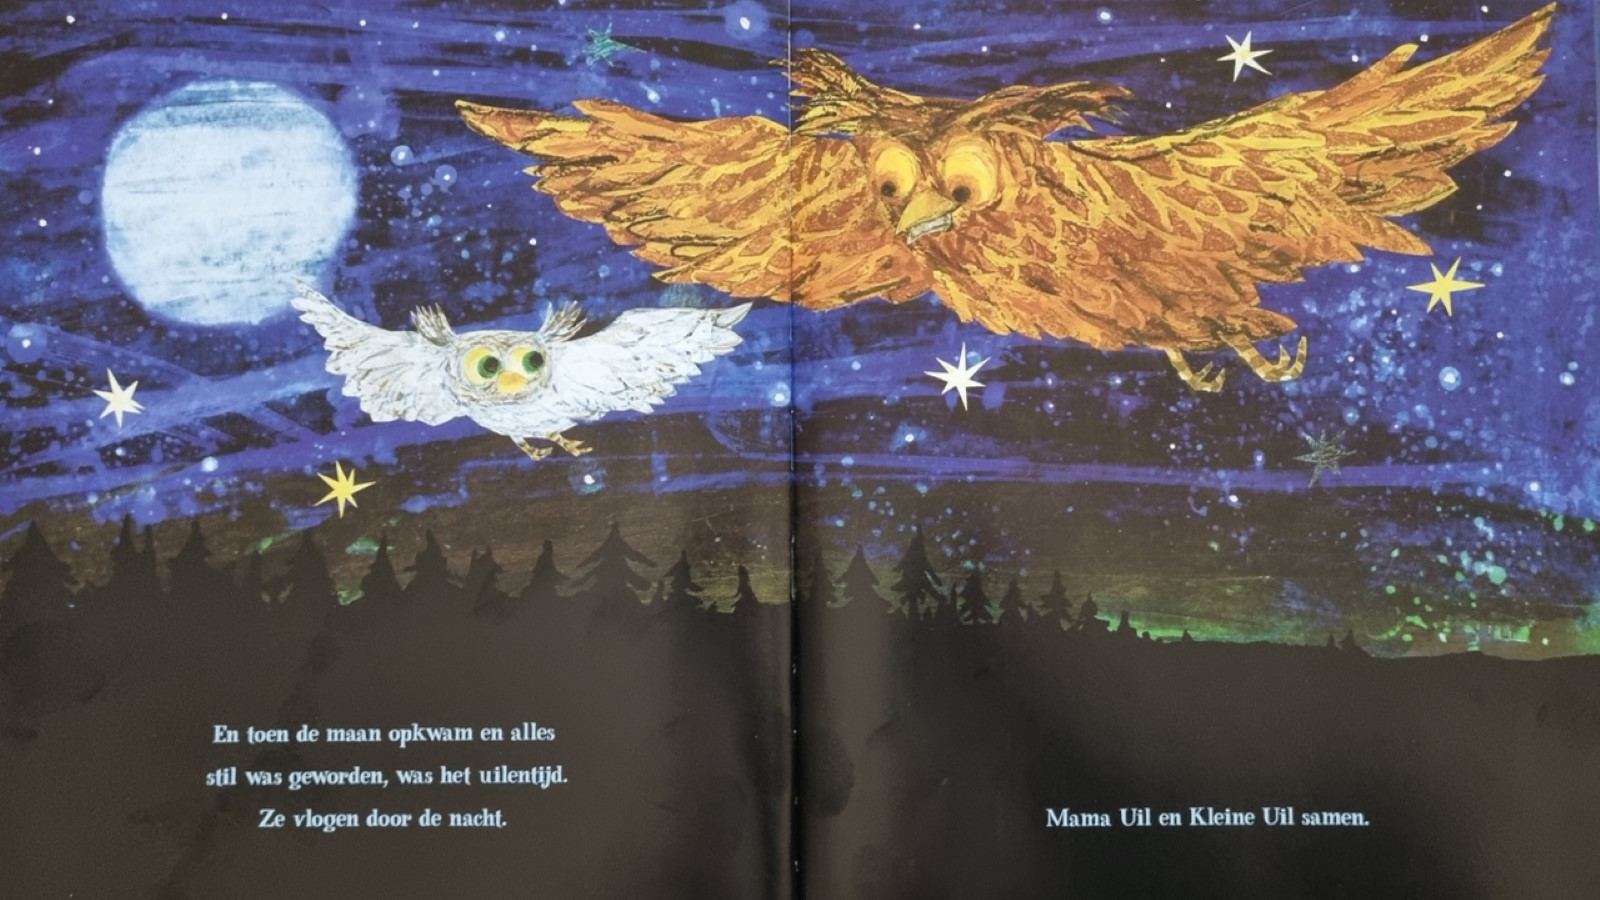 En toen de maan opkwam en alles
stil was geworden, was het uilentijd.
Ze vlogen door de nacht.
Mama Uil en Kleine Uil samen.